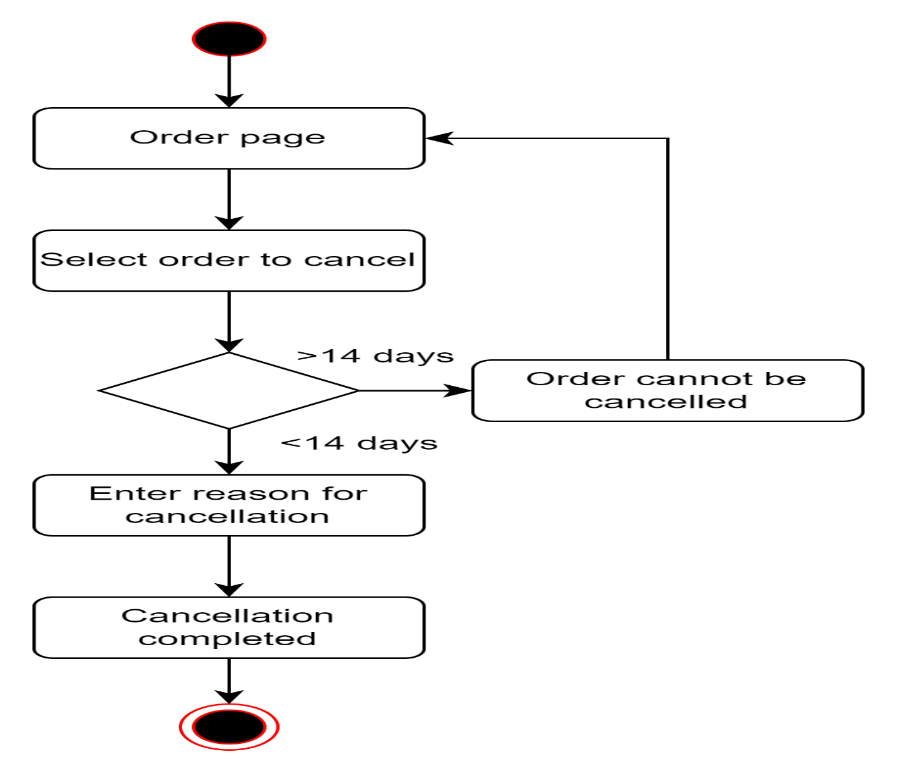 Order page
Select order to cancel
>14 days
Order cannot be
cancelled
<14 days
Enter reason for
cancellation
Cancellation
completed